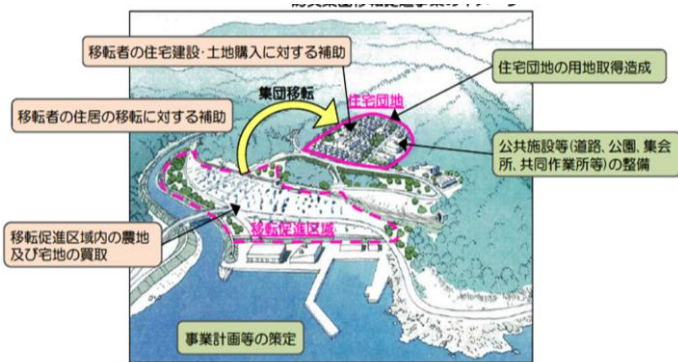 移転者の住宅建設・土地購入に対する補助
住宅団地の用地取得造成
集団移転
住宅団地
移転者の住居の移転に対する補助
公共施設等(道路、公園、集会
所、共同作業所等)の整備
移転促進区域内の農地
及び宅地の買取
移転促進区域
事業計画等の策定